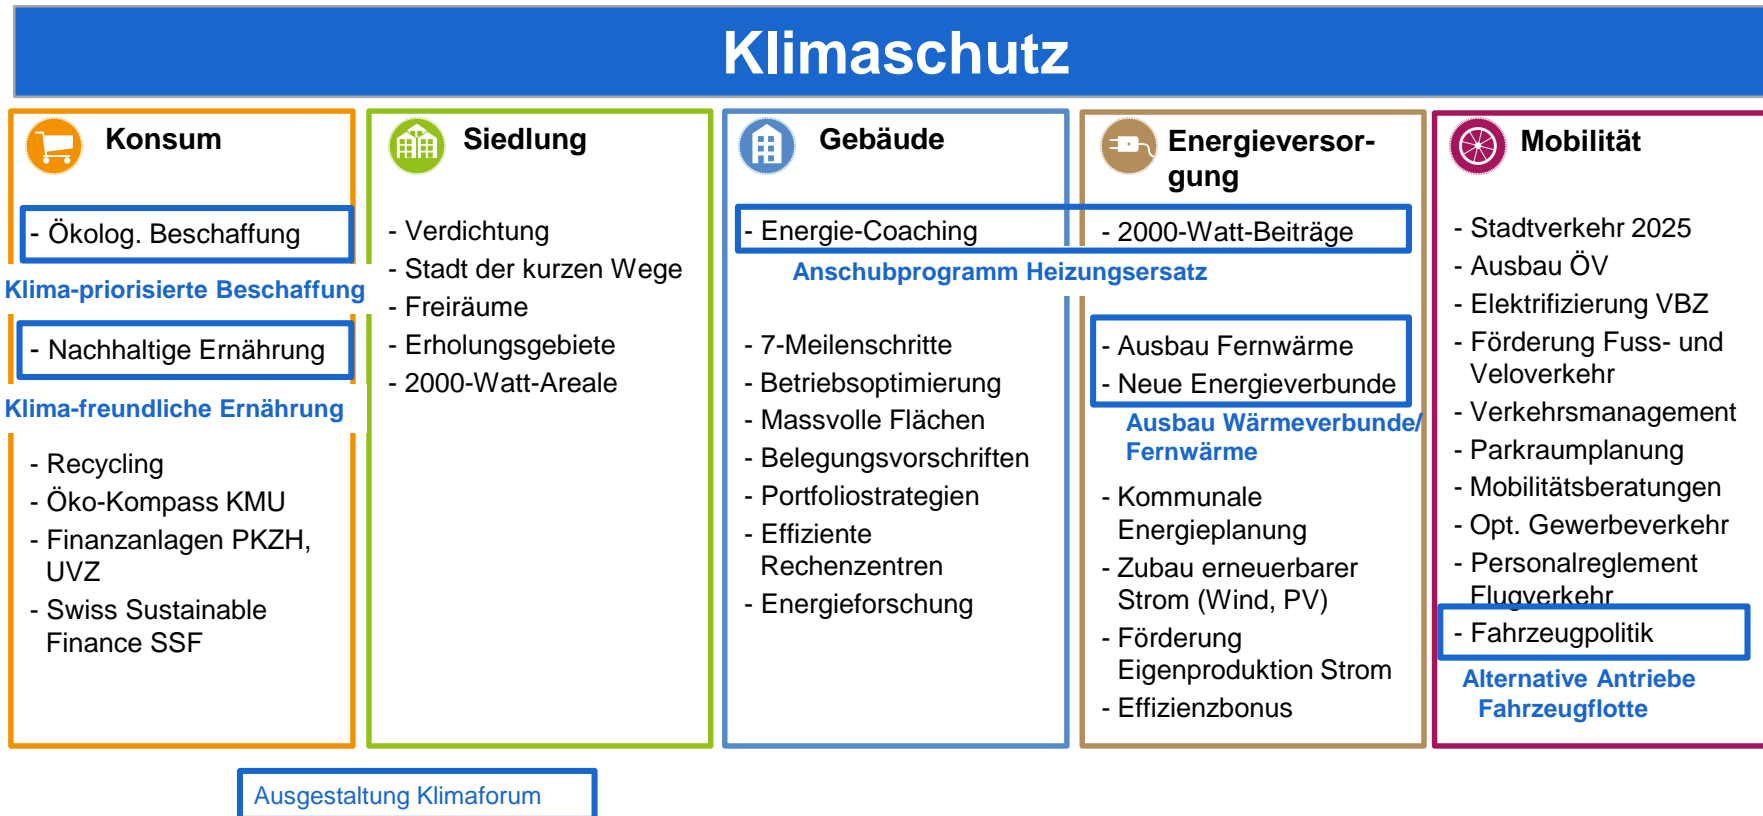 Klimaschutz
Konsum
- Ökolog. Beschaffung
Klima-priorisierte Beschaffung
- Nachhaltige Ernährung
Klima-freundliche Ernährung
- Recycling
- Öko-Kompass KMU
- Finanzanlagen PKZH,
UVZ
- Swiss Sustainable
Finance SSF
Siedlung
- Verdichtung
- Stadt der kurzen Wege
- Freiräume
- Erholungsgebiete
- 2000-Watt-Areale
Gebäude
- Energie-Coaching
Anschubprogramm Heizungsersatz
- 7-Meilenschritte
- Betriebsoptimierung
- Massvolle Flächen
- Belegungsvorschriften
- Portfoliostrategien
- Effiziente
Rechenzentren
- Energieforschung
Energieversor-
gung
- 2000-Watt-Beiträge
- Ausbau Fernwärme
- Neue Energieverbunde
Ausbau Wärmeverbunde/
Fernwärme
- Kommunale
Energieplanung
- Zubau erneuerbarer
Strom (Wind, PV)
- Förderung
Eigenproduktion Strom
- Effizienzbonus
Mobilität
- Stadtverkehr 2025
- Ausbau ÖV
- Elektrifizierung VBZ
- Förderung Fuss- und
Veloverkehr
- Verkehrsmanagement
- Parkraumplanung
- Mobilitätsberatungen
- Opt. Gewerbeverkehr
- Personalreglement
Flugverkehr
- Fahrzeugpolitik
Alternative Antriebe
Fahrzeugflotte
Ausgestaltung Klimaforum